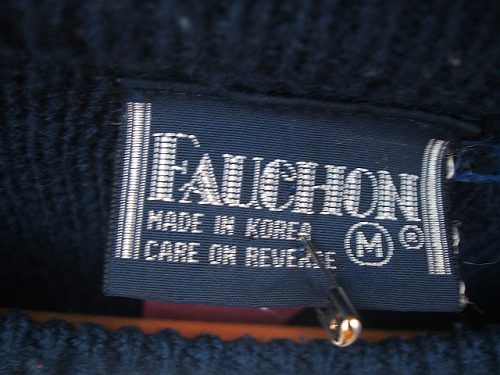 FAUCHON
MADE IN KOREA
CARE ON REVERSE
M ®